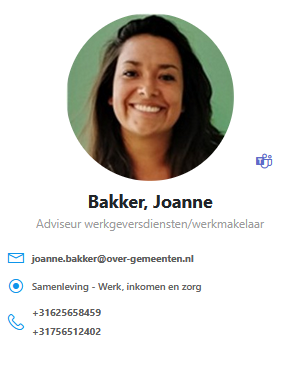 Bakker, Joanne
Adviseur werkgeversdiensten/werkmakelaar
joanne.bakker@over-gemeenten.nl
Samenleving - Werk, inkomen en zorg
+31625658459
+31756512402